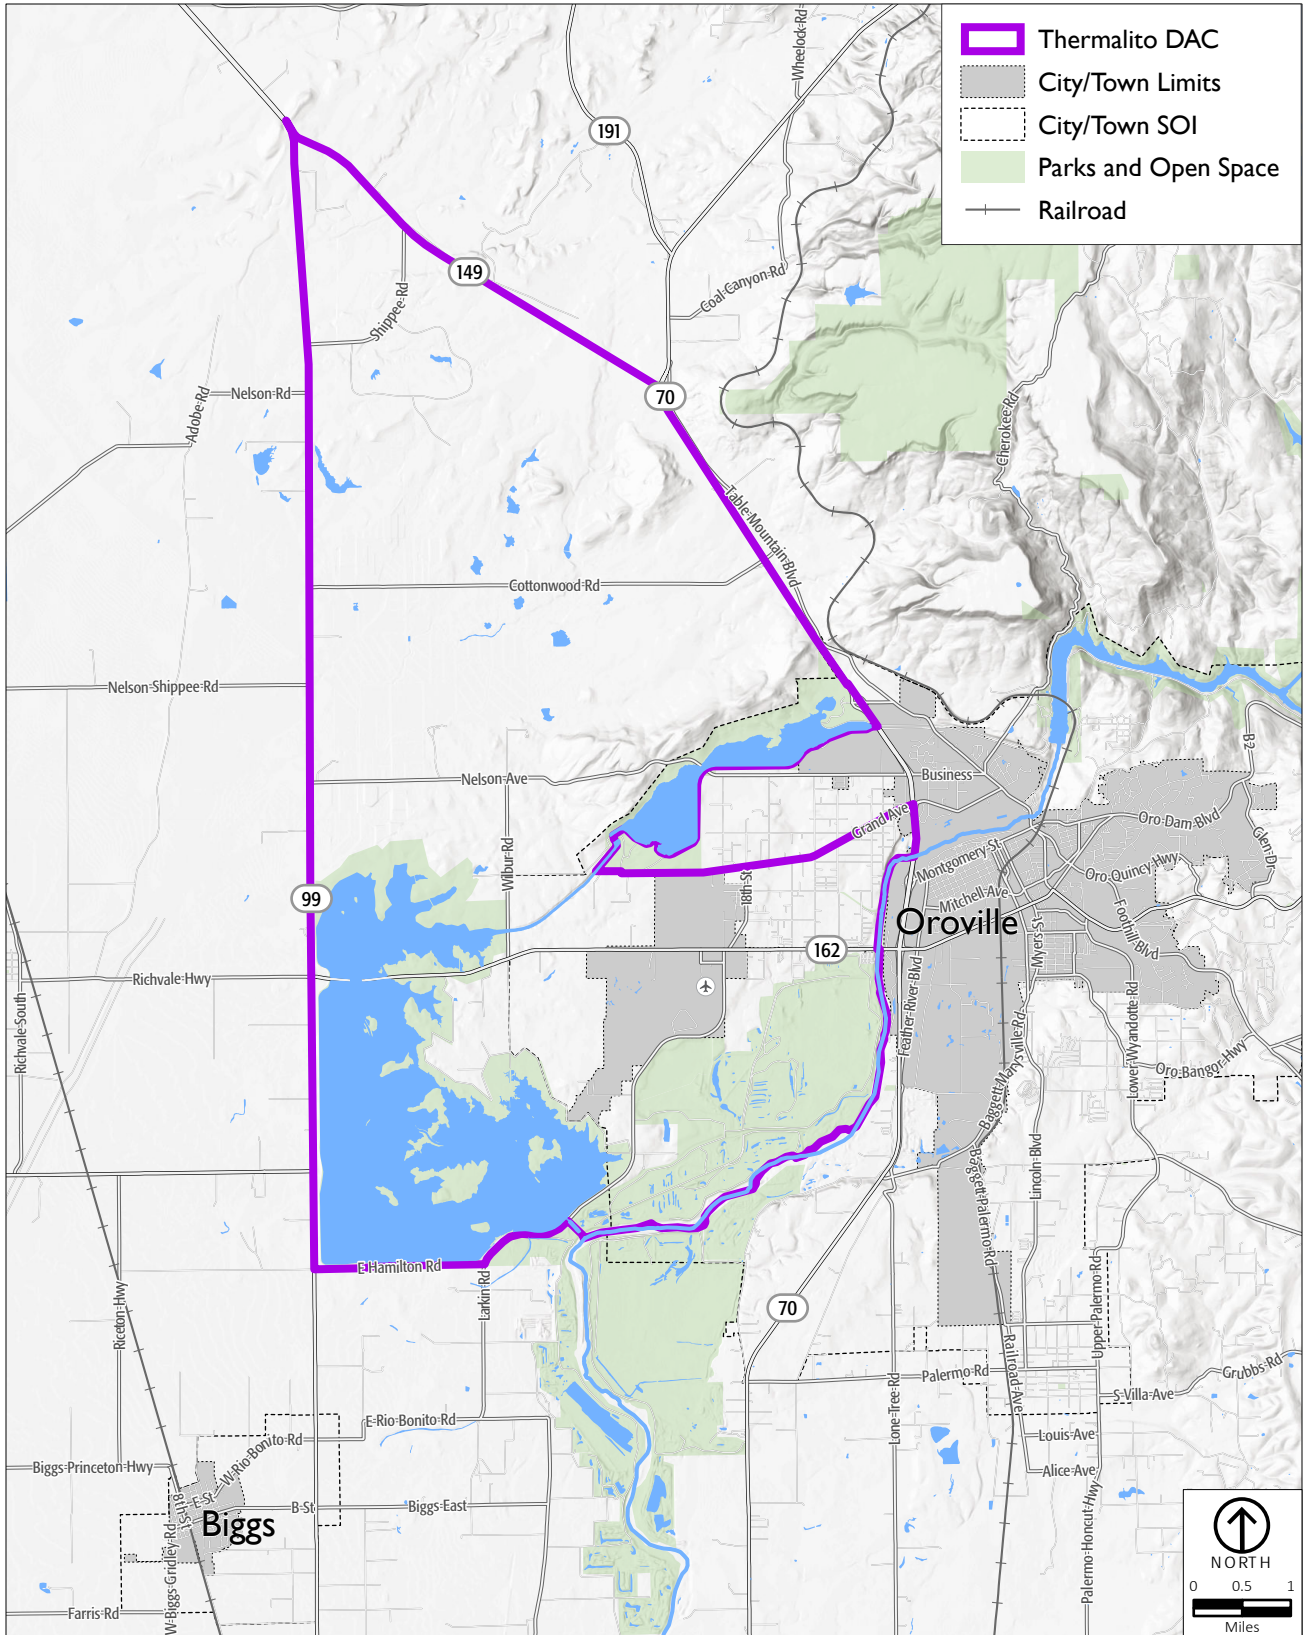 Thermalito DAC
City/Town Limits
City/Town SOI
Parks and Open Space
Railroad
Wheelock Rd
191
149
Coal Canyon Rd
Shippee Rd
70
Nelson Rd
Adobe Rd
Cherokee Rd
Table Mountain Blvd
Cottonwood Rd
Nelson Shippee Rd
B2
Nelson Ave
Business
Grand Ave
Oro Dam Blvd
Glen Dr
Wilbur Rd
Montgomery St
Oro Quincy Hwy
18th St
Mitchell Ave
99
Oroville
Foothill Blvd
Myers St
162
Richvale Hwy
Feather River Blvd
Richvale South
Lower Wyandotte Rd
Baggett Marysville Rd
Oro Bangor Hwy
Lincoln Blvd
Baggett Palermo Rd
E Hamilton Rd
Larkin Rd
Riceton Hwy
70
Upper Palermo Rd
Railroad Ave
Palermo Rd
Grubbs Rd
S Villa Ave
Lone Tree Rd
E Rio Bonito Rd
W Rio Bonito Rd
Louis Ave
Biggs Princeton Hwy
Alice Ave
E St
8th St
B St
Biggs East
Biggs
Palermo Honcut Hwy
W Biggs Gridley Rd
Farris Rd
NORTH
0 0.5 1
Miles